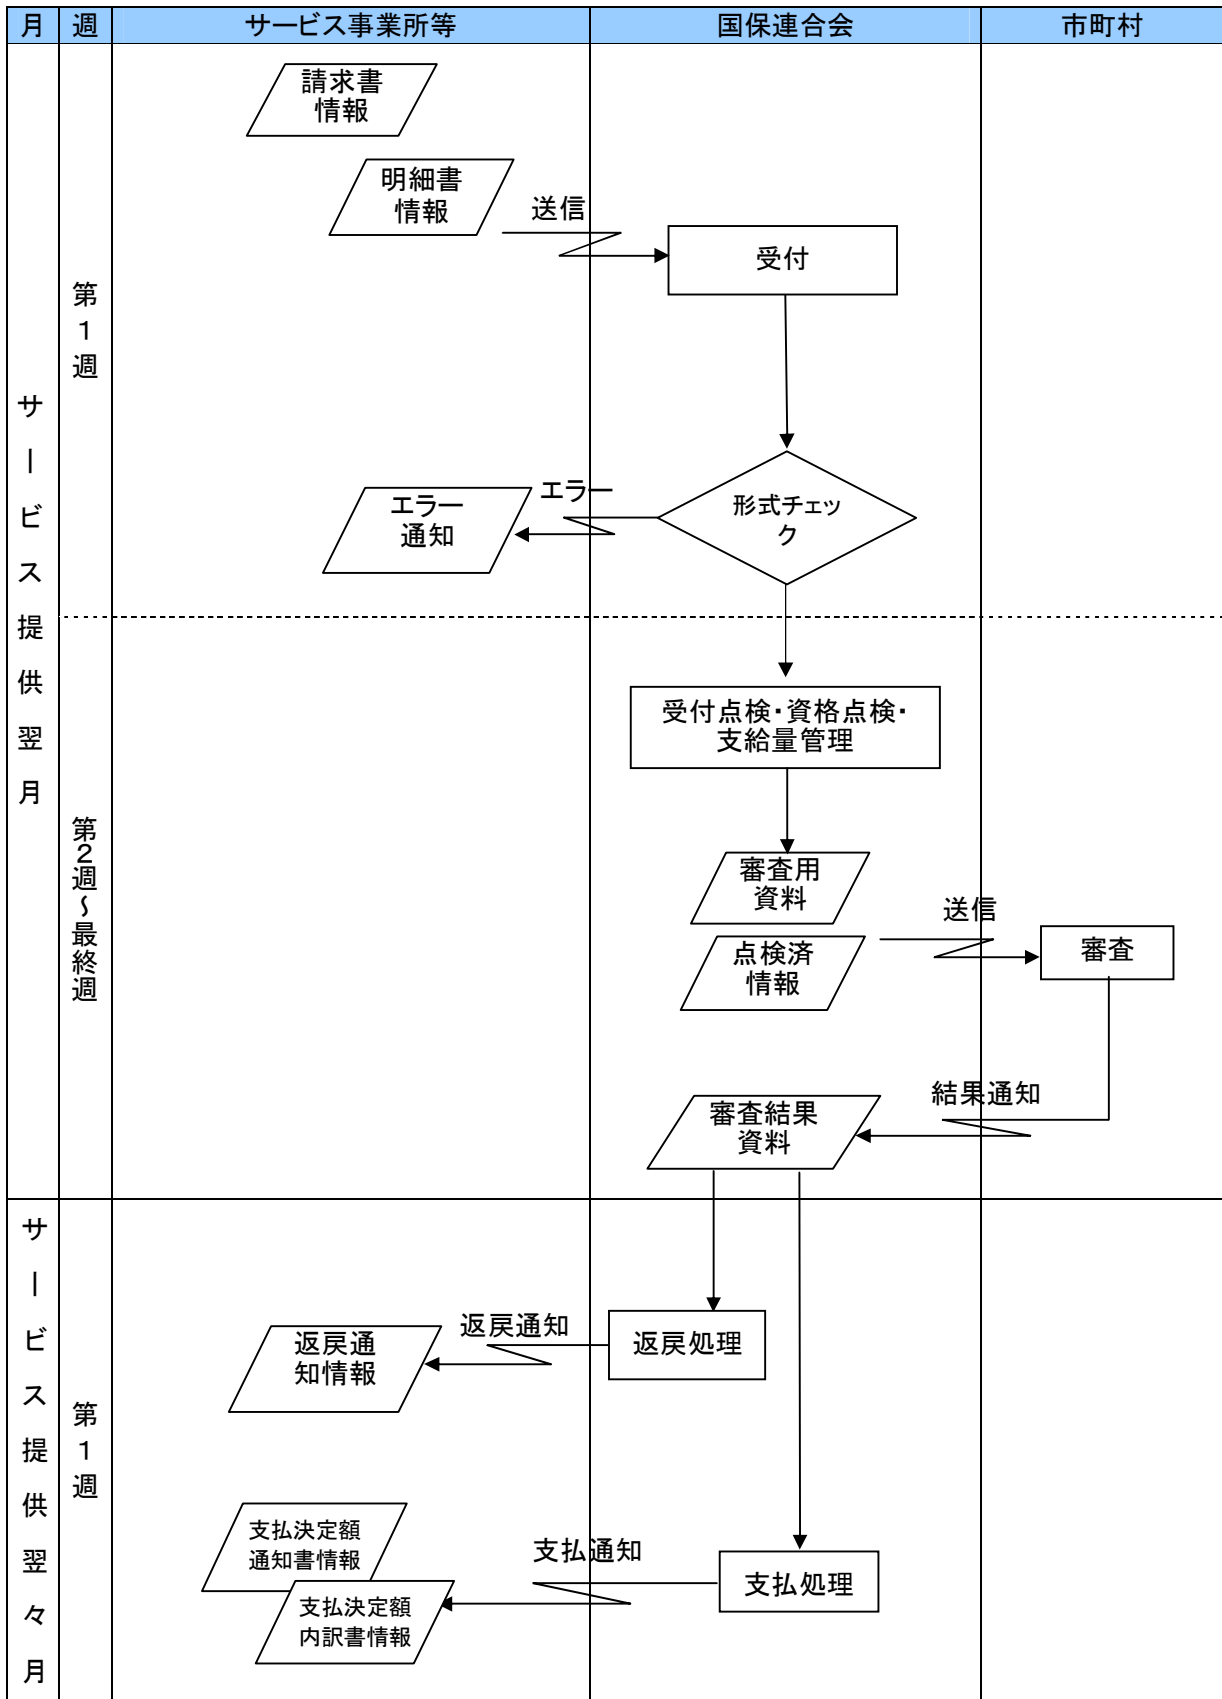 月 週 サービス事業所等 国保連合会 市町村
請求書
情報
明細書
情報
送信
受付
第1週
サービス提供翌月
形式チェッ
ク
エラー
エラー
通知
第2週~最終週
受付点検・資格点検・
支給量管理
審査用
資料
点検済
情報
送信
審査
結果通知
審査結果
資料
サービス提供翌々月
第1週
返戻処理
返戻通知
返戻通
知情報
支払処理
支払通知
支払決定額
通知書情報
支払決定額
内訳書情報